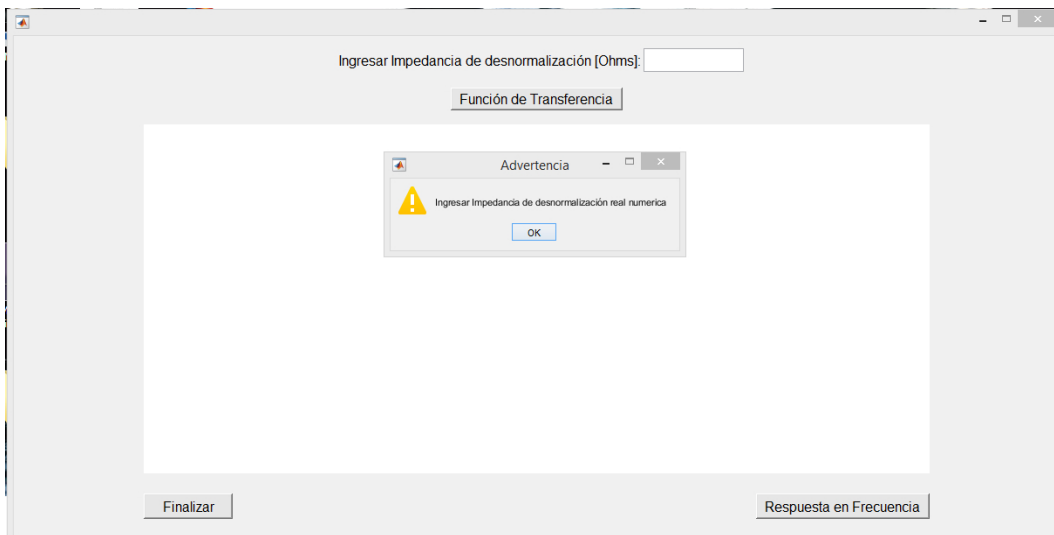 Ingresar Impedancia de desnormalización [Ohms]:
Función de Transferencia
Advertencia
Ingresar Impedancia de desnormalización real numerica
OK
Finalizar
Respuesta en Frecuencia